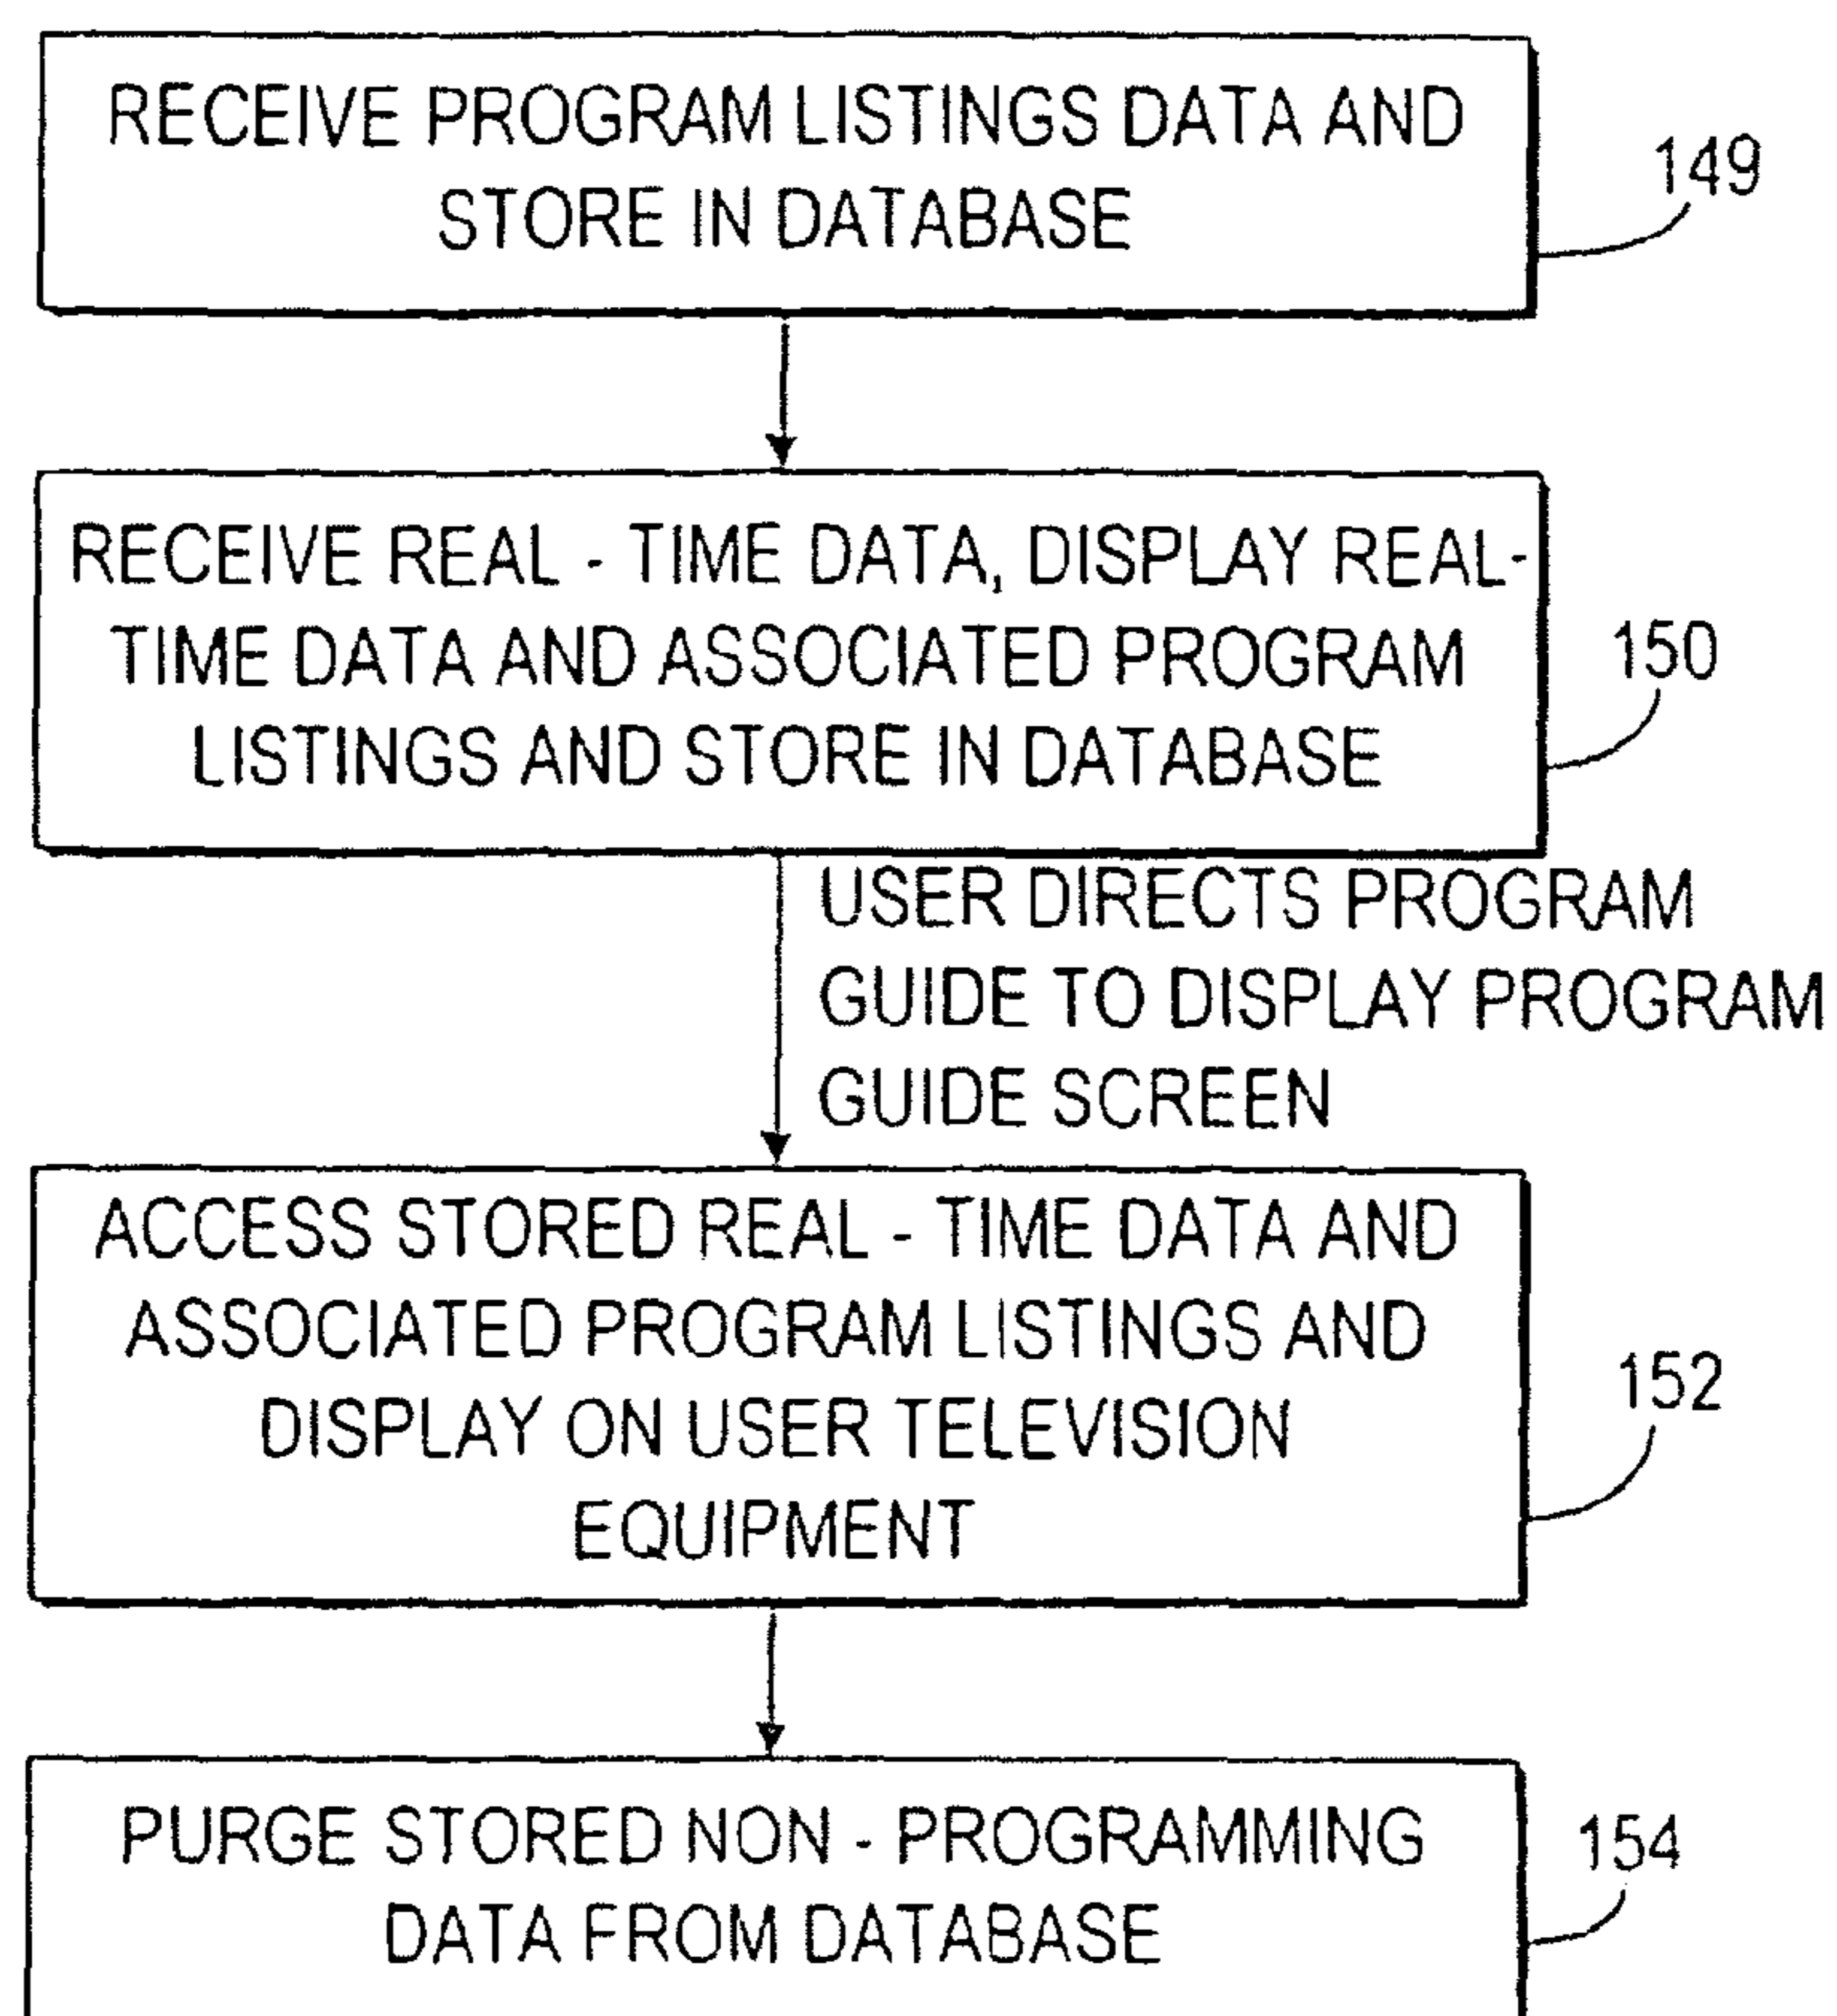 RECEIVE PROGRAM LISTINGS DATA AND
STORE IN DATABASE
149
RECEIVE REAL - TIME DATA, DISPLAY REAL-
TIME DATA AND ASSOCIATED PROGRAM
LISTINGS AND STORE IN DATABASE
150
USER DIRECTS PROGRAM
GUIDE TO DISPLAY PROGRAM
GUIDE SCREEN
ACCESS STORED REAL - TIME DATA AND
ASSOCIATED PROGRAM LISTINGS AND
DISPLAY ON USER TELEVISION
EQUIPMENT
152
PURGE STORED NON - PROGRAMMING
DATA FROM DATABASE
154